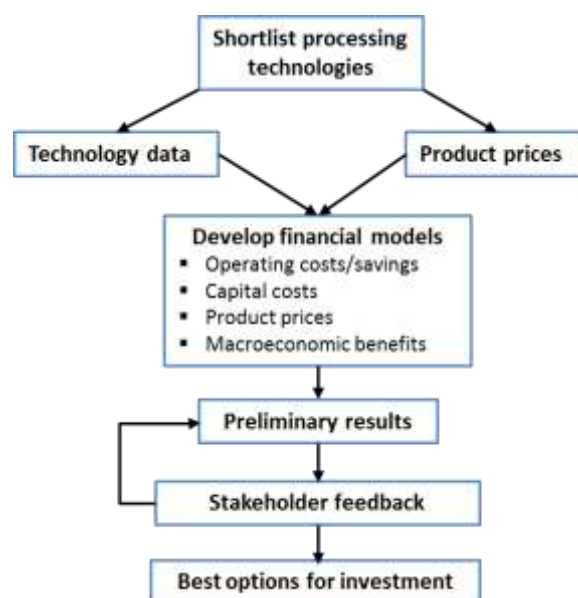 Shortlist processing
technologies
Technology data
Product prices
Develop financial models
▪ Operating costs/savings
▪ Capital costs
▪ Product prices
▪ Macroeconomic benefits
Preliminary results
Stakeholder feedback
Best options for investment